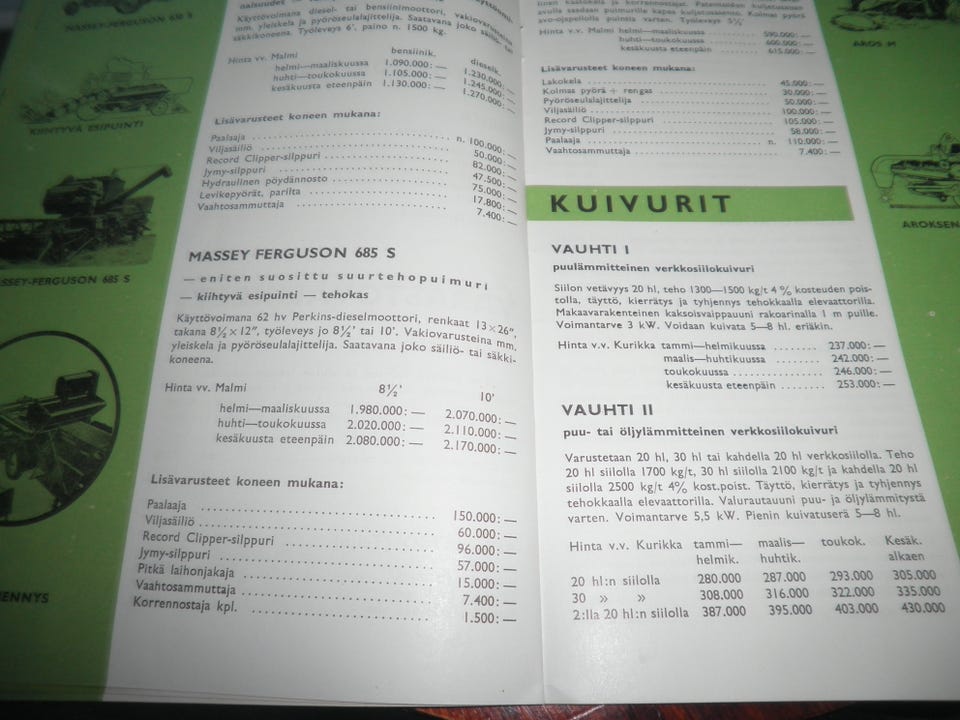 MASSEY-FERGUSON 630 S
KIIHTYVÄ ESIPUINTI
MASSEY-FERGUSON 685 S
Käyttövoimana diesel- tai bensiinimoottori, vakiovarusteina
mm. yleiskela ja pyöröseulalajittelija. Saatavana joko säiliö- tai
säkkikoneena. Työleveys 6', paino n. 1500 kg.
Hinta vv. Malmi bensiinik. dieselk.
helmi—maaliskuussa 1.090.000:— 1.230.000:—
huhti—toukokuussa 1.105.000:— 1.245.000:—
kesäkuusta eteenpäin 1.130.000:— 1.270.000:—
Lisävarusteet koneen mukana:
Paalaaja n. 100.000:—
Viljasäiliö 50.000:—
Record Clipper-silppuri 82.000:—
Jymy-silppuri 47.500:—
Hydraulinen pöydännosto 75.000:—
Levikepyörät, parilta 17.800:—
Vaahtosammuttaja 7.400:—
MASSEY FERGUSON 685 S
— eniten suosittu suurtehopuimuri
— kiihtyvä esipuinti — tehokas
Käyttövoimana 62 hv Perkins-dieselmoottori, renkaat 13×26",
takana 8½×12", työleveys jo 8½' tai 10'. Vakiovarusteina mm.
yleiskela ja pyöröseulalajittelija. Saatavana joko säiliö- tai säkki-
koneena.
Hinta vv. Malmi 8½' 10'
helmi—maaliskuussa 1.980.000:— 2.070.000:—
huhti—toukokuussa 2.020.000:— 2.110.000:—
kesäkuusta eteenpäin 2.080.000:— 2.170.000:—
Lisävarusteet koneen mukana:
Paalaaja 150.000:—
Viljasäiliö 60.000:—
Record Clipper-silppuri 96.000:—
Jymy-silppuri 57.000:—
Pitkä laihonjakaja 15.000:—
Vaahtosammuttaja 7.400:—
Korrennostaja kpl. 1.500:—
Hinta vv. Malmi helmi—maaliskuussa 590.000:—
huhti—toukokuussa 600.000:—
kesäkuusta eteenpäin 615.000:—
Lisävarusteet koneen mukana:
Lakokela 45.000:—
Kolmas pyörä + rengas 30.000:—
Pyöröseulalajittelija 50.000:—
Viljasäiliö 100.000:—
Record Clipper-silppuri 105.000:—
Jymy-silppuri 58.000:—
Paalaaja n. 110.000:—
Vaahtosammuttaja 7.400:—
KUIVURIT
VAUHTI I
puulämmitteinen verkkosiilokuivuri
Siilon vetävyys 20 hl, teho 1300—1500 kg/t 4 % kosteuden pois-
tolla, täyttö, kierrätys ja tyhjennys tehokkaalla elevaattorilla.
Makaavarakenteinen kaksoisvaippauuni rakoarinalla 1 m puille.
Voimantarve 3 kW. Voidaan kuivata 5—8 hl. eriäkin.
Hinta v.v. Kurikka tammi—helmikuussa 237.000:—
maalis—huhtikuussa 242.000:—
toukokuussa 246.000:—
kesäkuusta eteenpäin 253.000:—
VAUHTI II
puu- tai öljylämmitteinen verkkosiilokuivuri
Varustetaan 20 hl, 30 hl tai kahdella 20 hl verkkosiilolla. Teho
20 hl siilolla 1700 kg/t, 30 hl siilolla 2100 kg/t ja kahdella 20 hl
siilolla 2500 kg/t 4% kost.poist. Täyttö, kierrätys ja tyhjennys
tehokkaalla elevaattorilla. Valurautauuni puu- ja öljylämmitystä
varten. Voimantarve 5,5 kW. Pienin kuivatuserä 5—8 hl.
Hinta v.v. Kurikka tammi— maalis— toukok. Kesäk.
helmik. huhtik. alkaen
20 hl:n siilolla 280.000 287.000 293.000 305.000
30 » » 308.000 316.000 322.000 335.000
2:lla 20 hl:n siilolla 387.000 395.000 403.000 430.000
AROS M